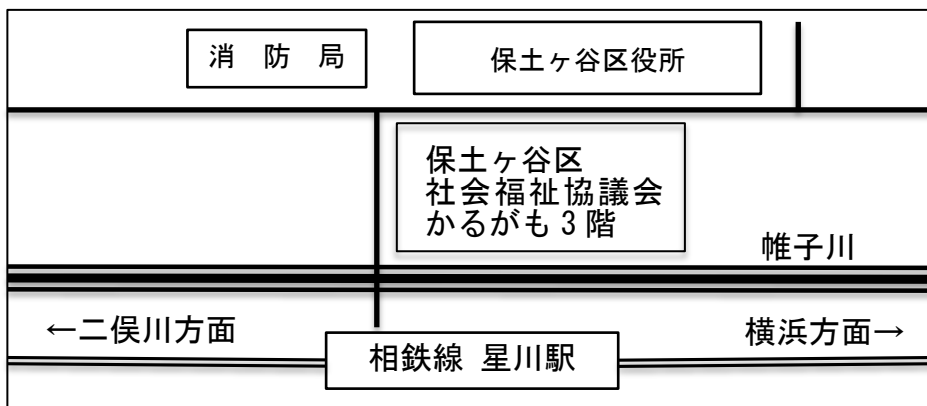 消 防 局
保土ヶ谷区役所
保土ヶ谷区
社会福祉協議会
かるがも3階
帷子川
←二俣川方面
横浜方面→
相鉄線 星川駅